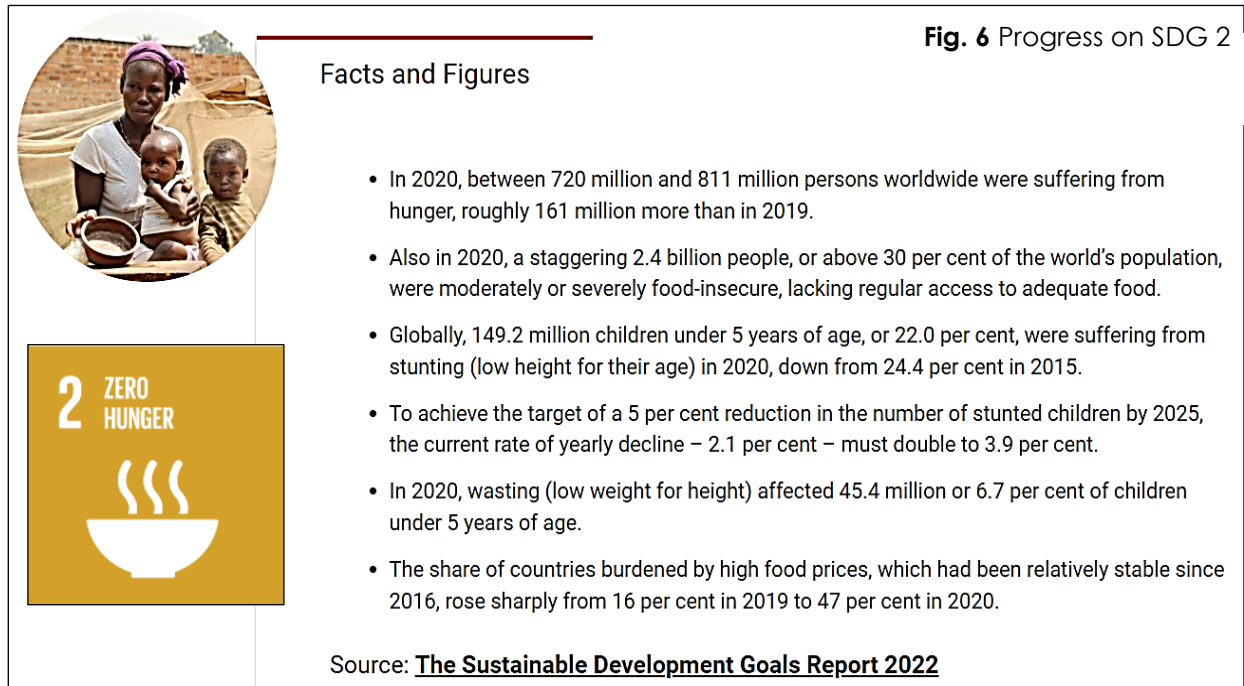 Fig. 6 Progress on SDG 2
Facts and Figures
• In 2020, between 720 million and 811 million persons worldwide were suffering from
hunger, roughly 161 million more than in 2019.
• Also in 2020, a staggering 2.4 billion people, or above 30 per cent of the world’s population,
were moderately or severely food-insecure, lacking regular access to adequate food.
• Globally, 149.2 million children under 5 years of age, or 22.0 per cent, were suffering from
stunting (low height for their age) in 2020, down from 24.4 per cent in 2015.
• To achieve the target of a 5 per cent reduction in the number of stunted children by 2025,
the current rate of yearly decline – 2.1 per cent – must double to 3.9 per cent.
• In 2020, wasting (low weight for height) affected 45.4 million or 6.7 per cent of children
under 5 years of age.
• The share of countries burdened by high food prices, which had been relatively stable since
2016, rose sharply from 16 per cent in 2019 to 47 per cent in 2020.
2 ZERO
HUNGER
Source: The Sustainable Development Goals Report 2022